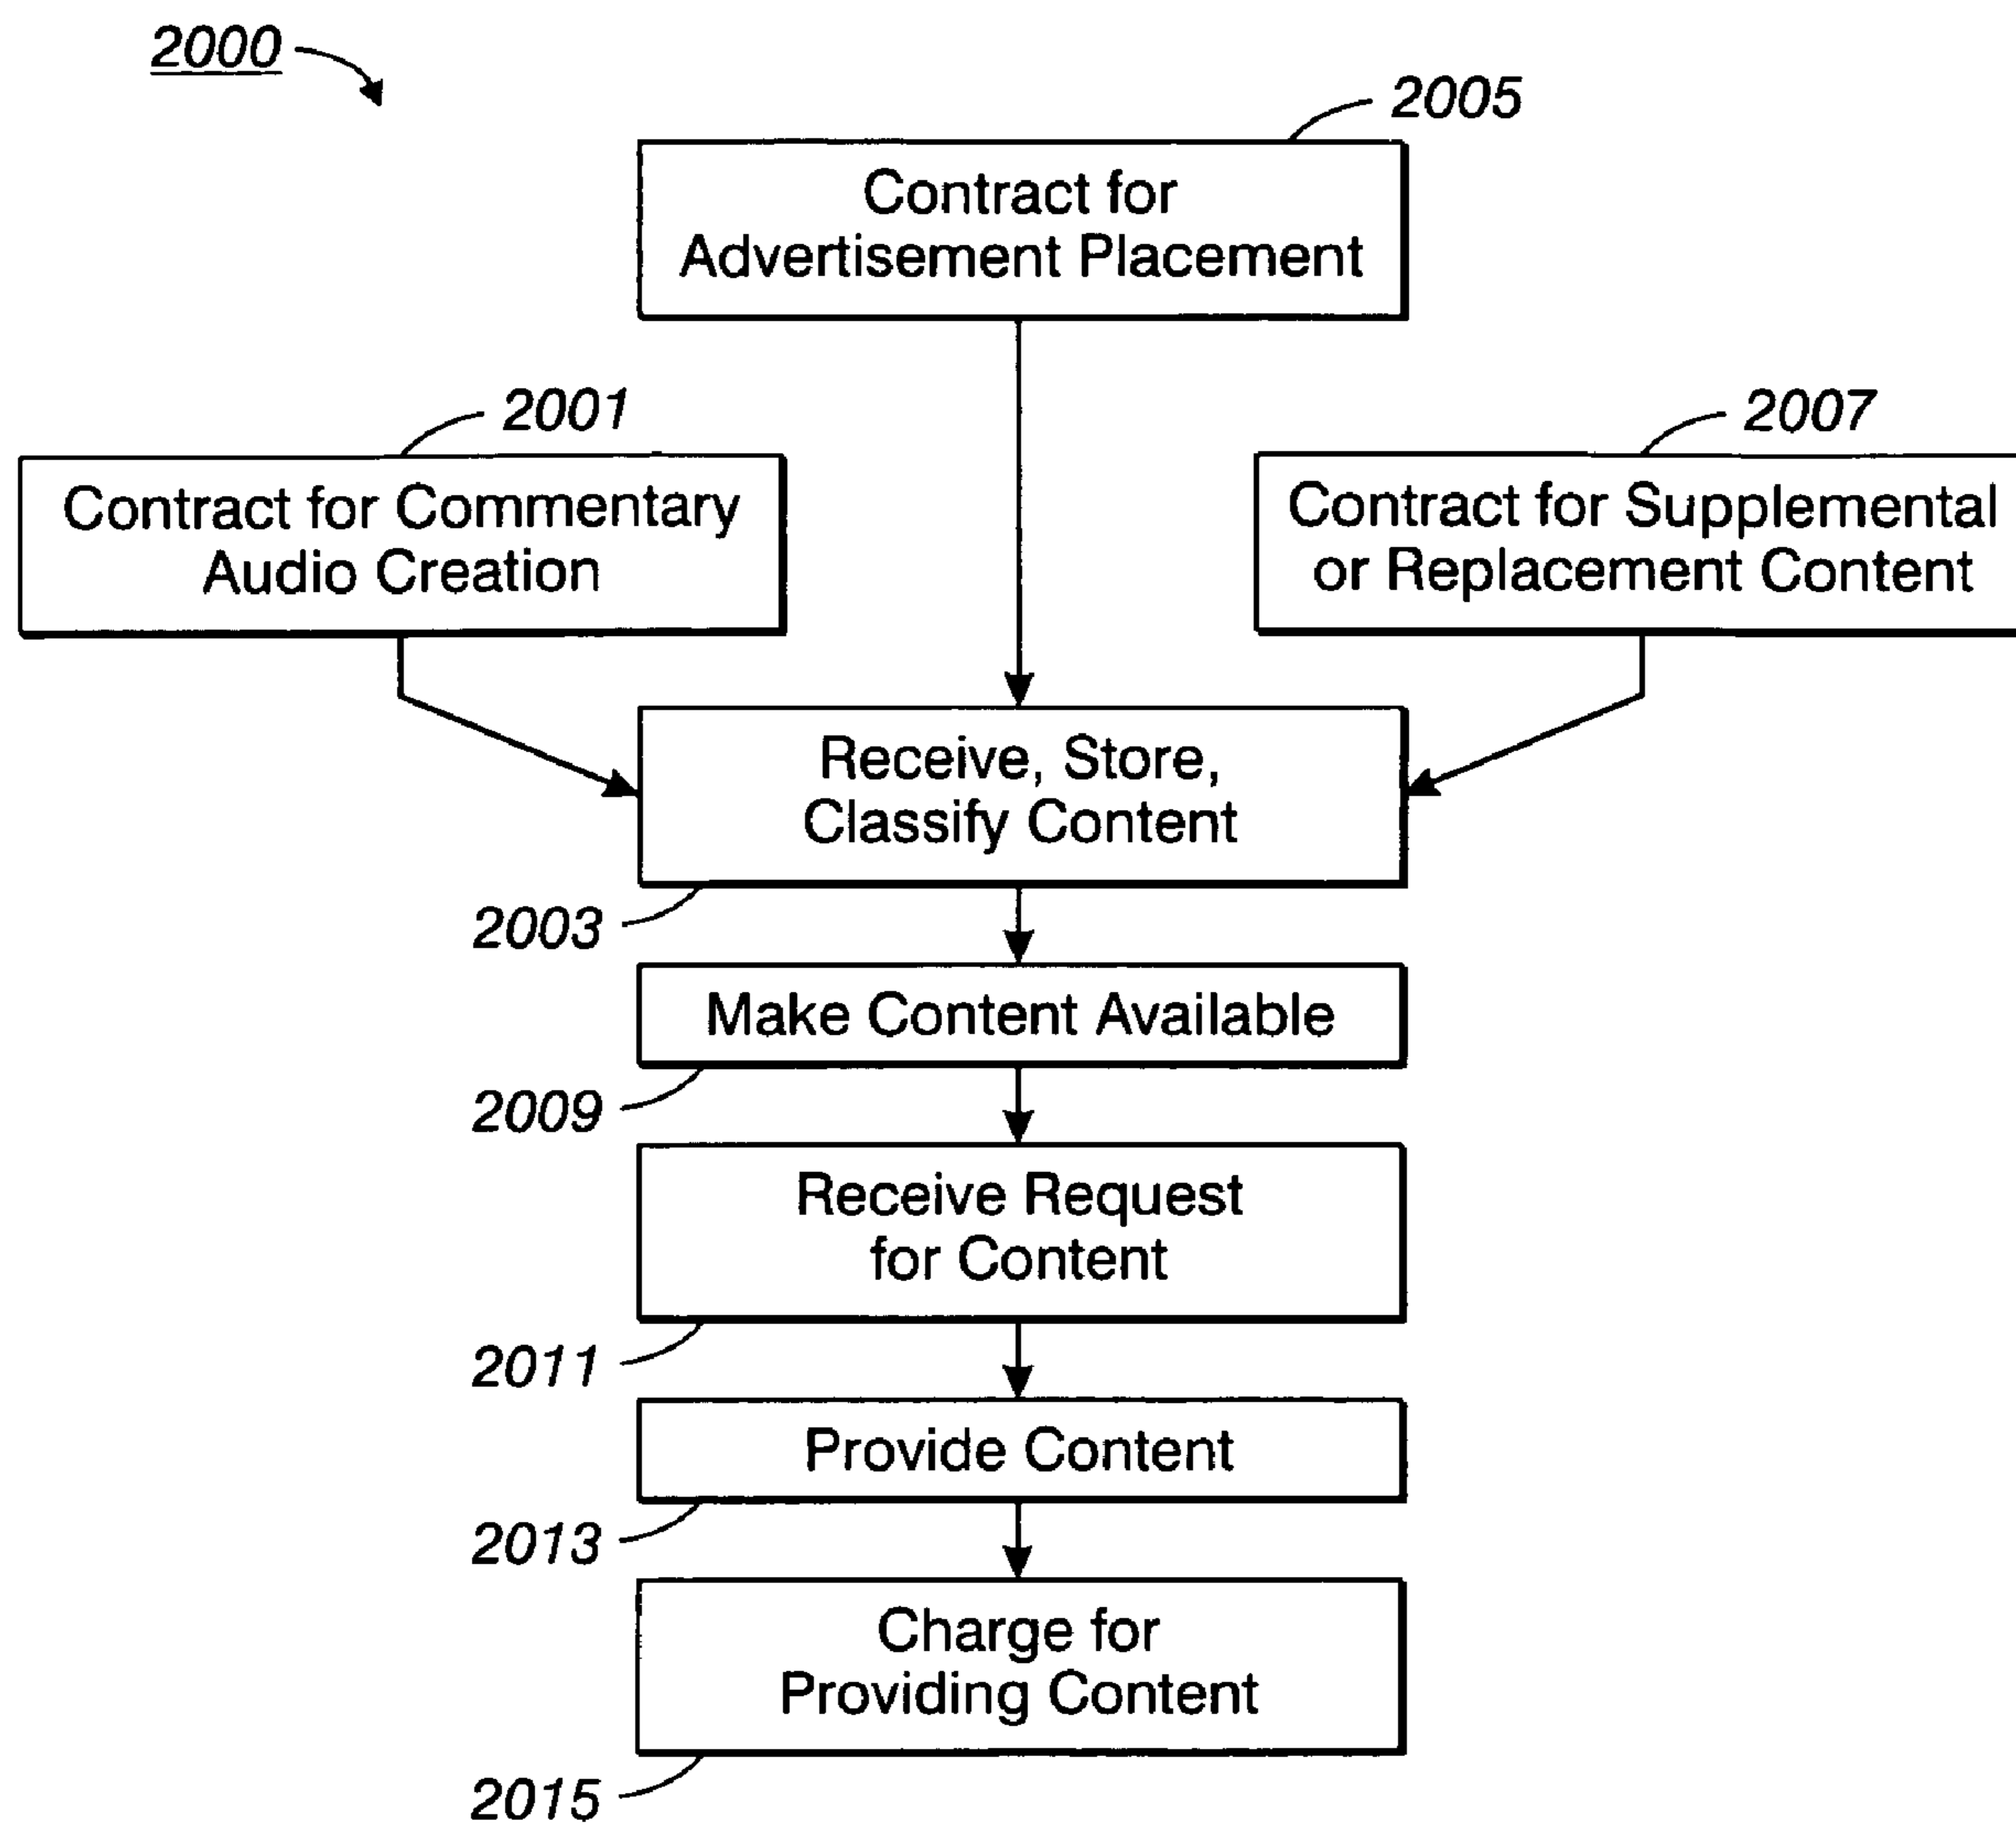 2000
2005
Contract for
Advertisement Placement
2001
Contract for Commentary
Audio Creation
2007
Contract for Supplemental
or Replacement Content
Receive, Store,
Classify Content
2003
Make Content Available
2009
Receive Request
for Content
2011
Provide Content
2013
Charge for
Providing Content
2015